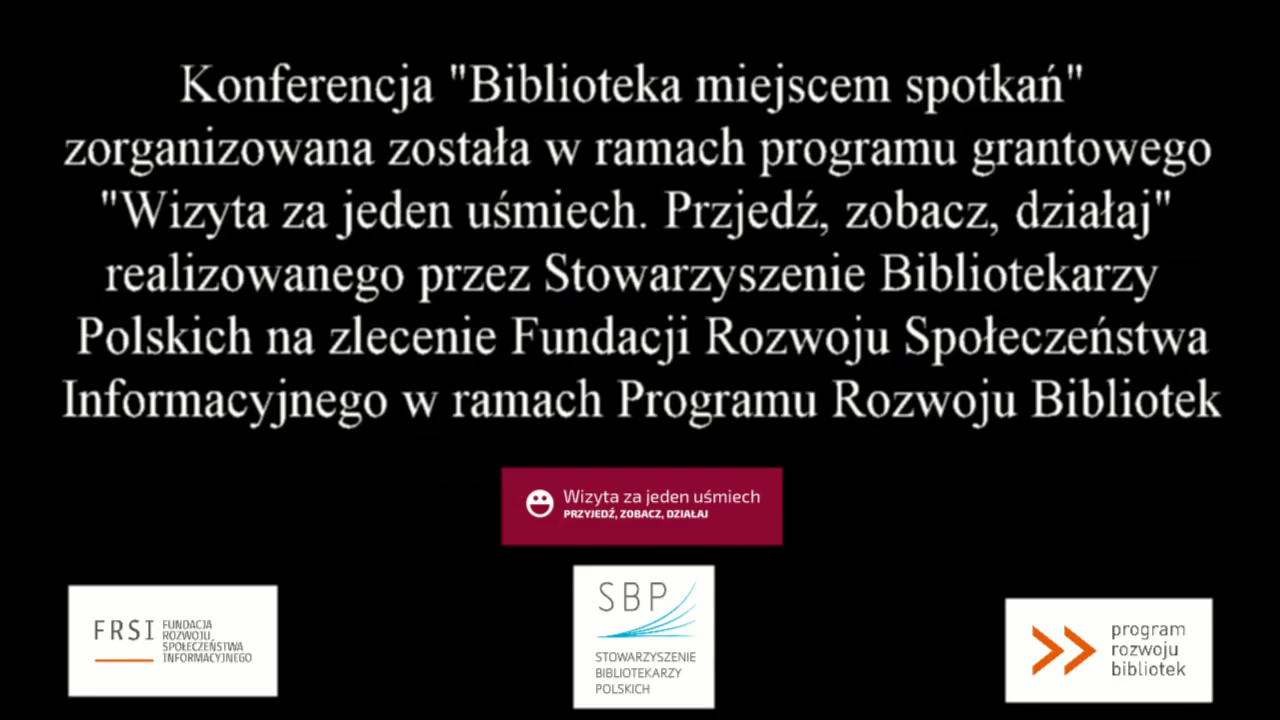 Konferencja "Biblioteka miejscem spotkań"
zorganizowana została w ramach programu grantowego
"Wizyta za jeden uśmiech. Przjedź, zobacz, działaj"
realizowanego przez Stowarzyszenie Bibliotekarzy
Polskich na zlecenie Fundacji Rozwoju Społeczeństwa
Informacyjnego w ramach Programu Rozwoju Bibliotek
Wizyta za jeden uśmiech
PRZYJEDŹ, ZOBACZ, DZIAŁAJ
FRSI
FUNDACJA
ROZWOJU
SPOŁECZEŃSTWA
INFORMACYJNEGO
SBP
STOWARZYSZENIE
BIBLIOTEKARZY
POLSKICH
program
rozwoju
bibliotek